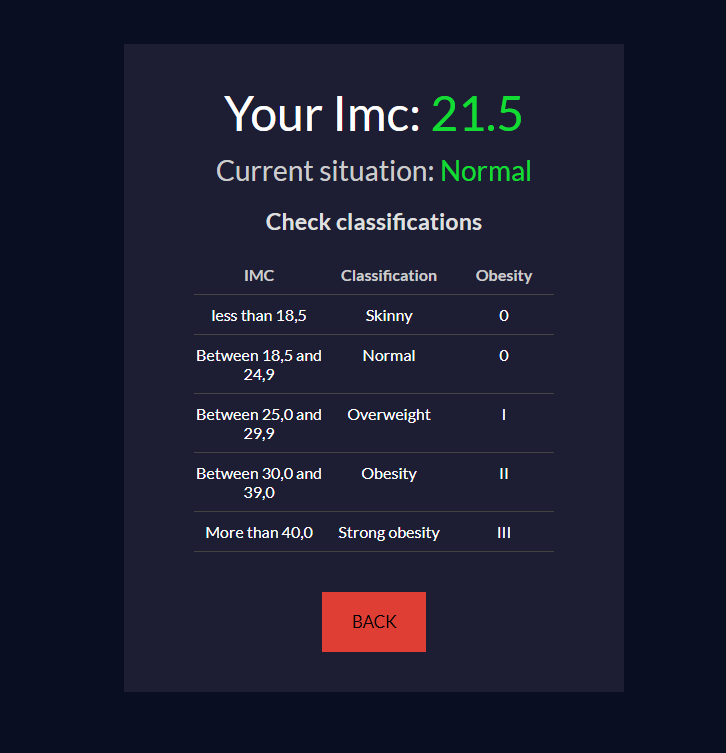 Your Imc: 21.5
Current situation: Normal
Check classifications
IMC Classification Obesity
less than 18,5 Skinny 0
Between 18,5 and Normal 0
24,9
Between 25,0 and Overweight I
29,9
Between 30,0 and Obesity II
39,0
More than 40,0 Strong obesity III
BACK